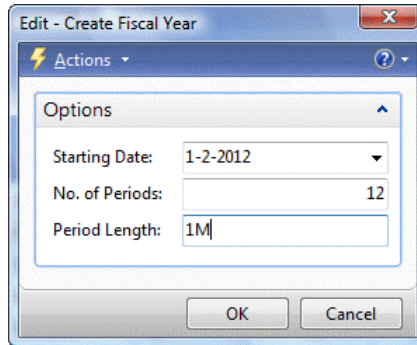 Edit - Create Fiscal Year
Actions
Options
Starting Date: 1-2-2012
No. of Periods: 12
Period Length: 1M
OK Cancel